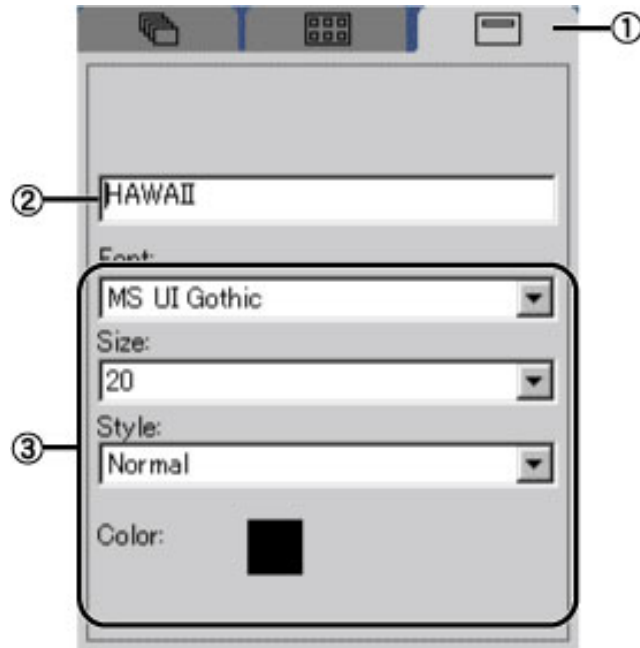 ①
② HAWAII
Font:
MS UI Gothic
Size:
20
Style:
③
Normal
Color: